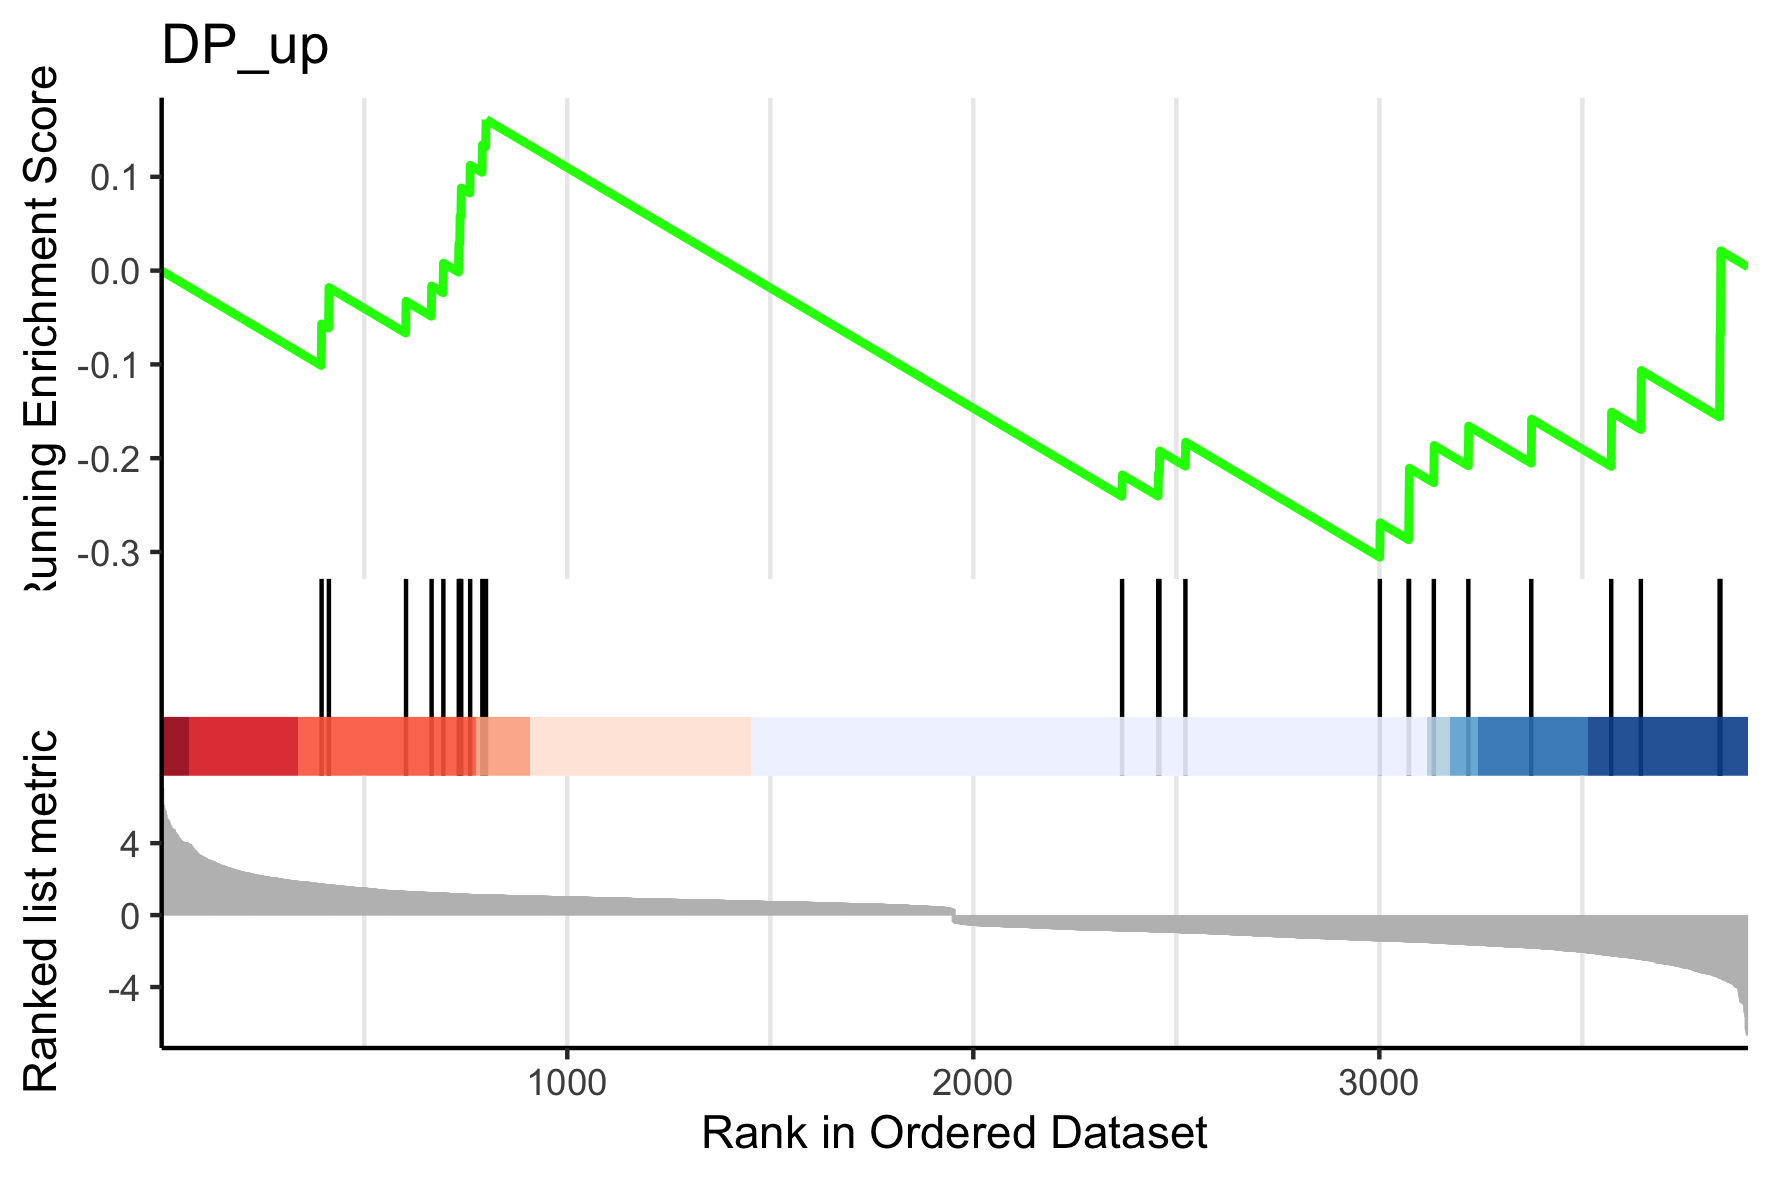 DP_up
Running Enrichment Score
0.1
0.0
-0.1
-0.2
-0.3
Ranked list metric
4
0
-4
1000
2000
3000
Rank in Ordered Dataset